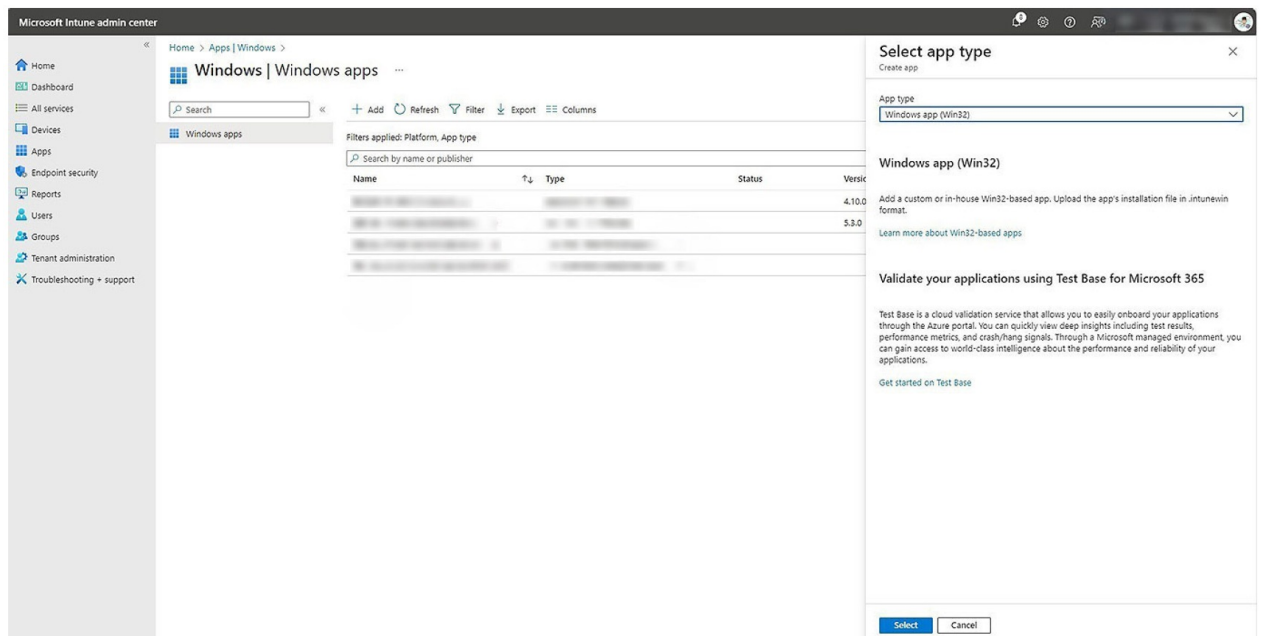 Microsoft Intune admin center
Home
Dashboard
All services
Devices
Apps
Endpoint security
Reports
Users
Groups
Tenant administration
Troubleshooting + support
Home > Apps | Windows >
Windows | Windows apps ...
Search
Windows apps
Add Refresh Filter Export Columns
Filters applied: Platform, App type
Search by name or publisher
Name Type Status Versio
4.10.0
5.3.0
Select app type
Create app
App type
Windows app (Win32)
Windows app (Win32)
Add a custom or in-house Win32-based app. Upload the app's installation file in .intunewin
format.
Learn more about Win32-based apps
Validate your applications using Test Base for Microsoft 365
Test Base is a cloud validation service that allows you to easily onboard your applications
through the Azure portal. You can quickly view deep insights including test results,
performance metrics, and crash/hang signals. Through a Microsoft managed environment, you
can gain access to world-class intelligence about the performance and reliability of your
applications.
Get started on Test Base
Select Cancel